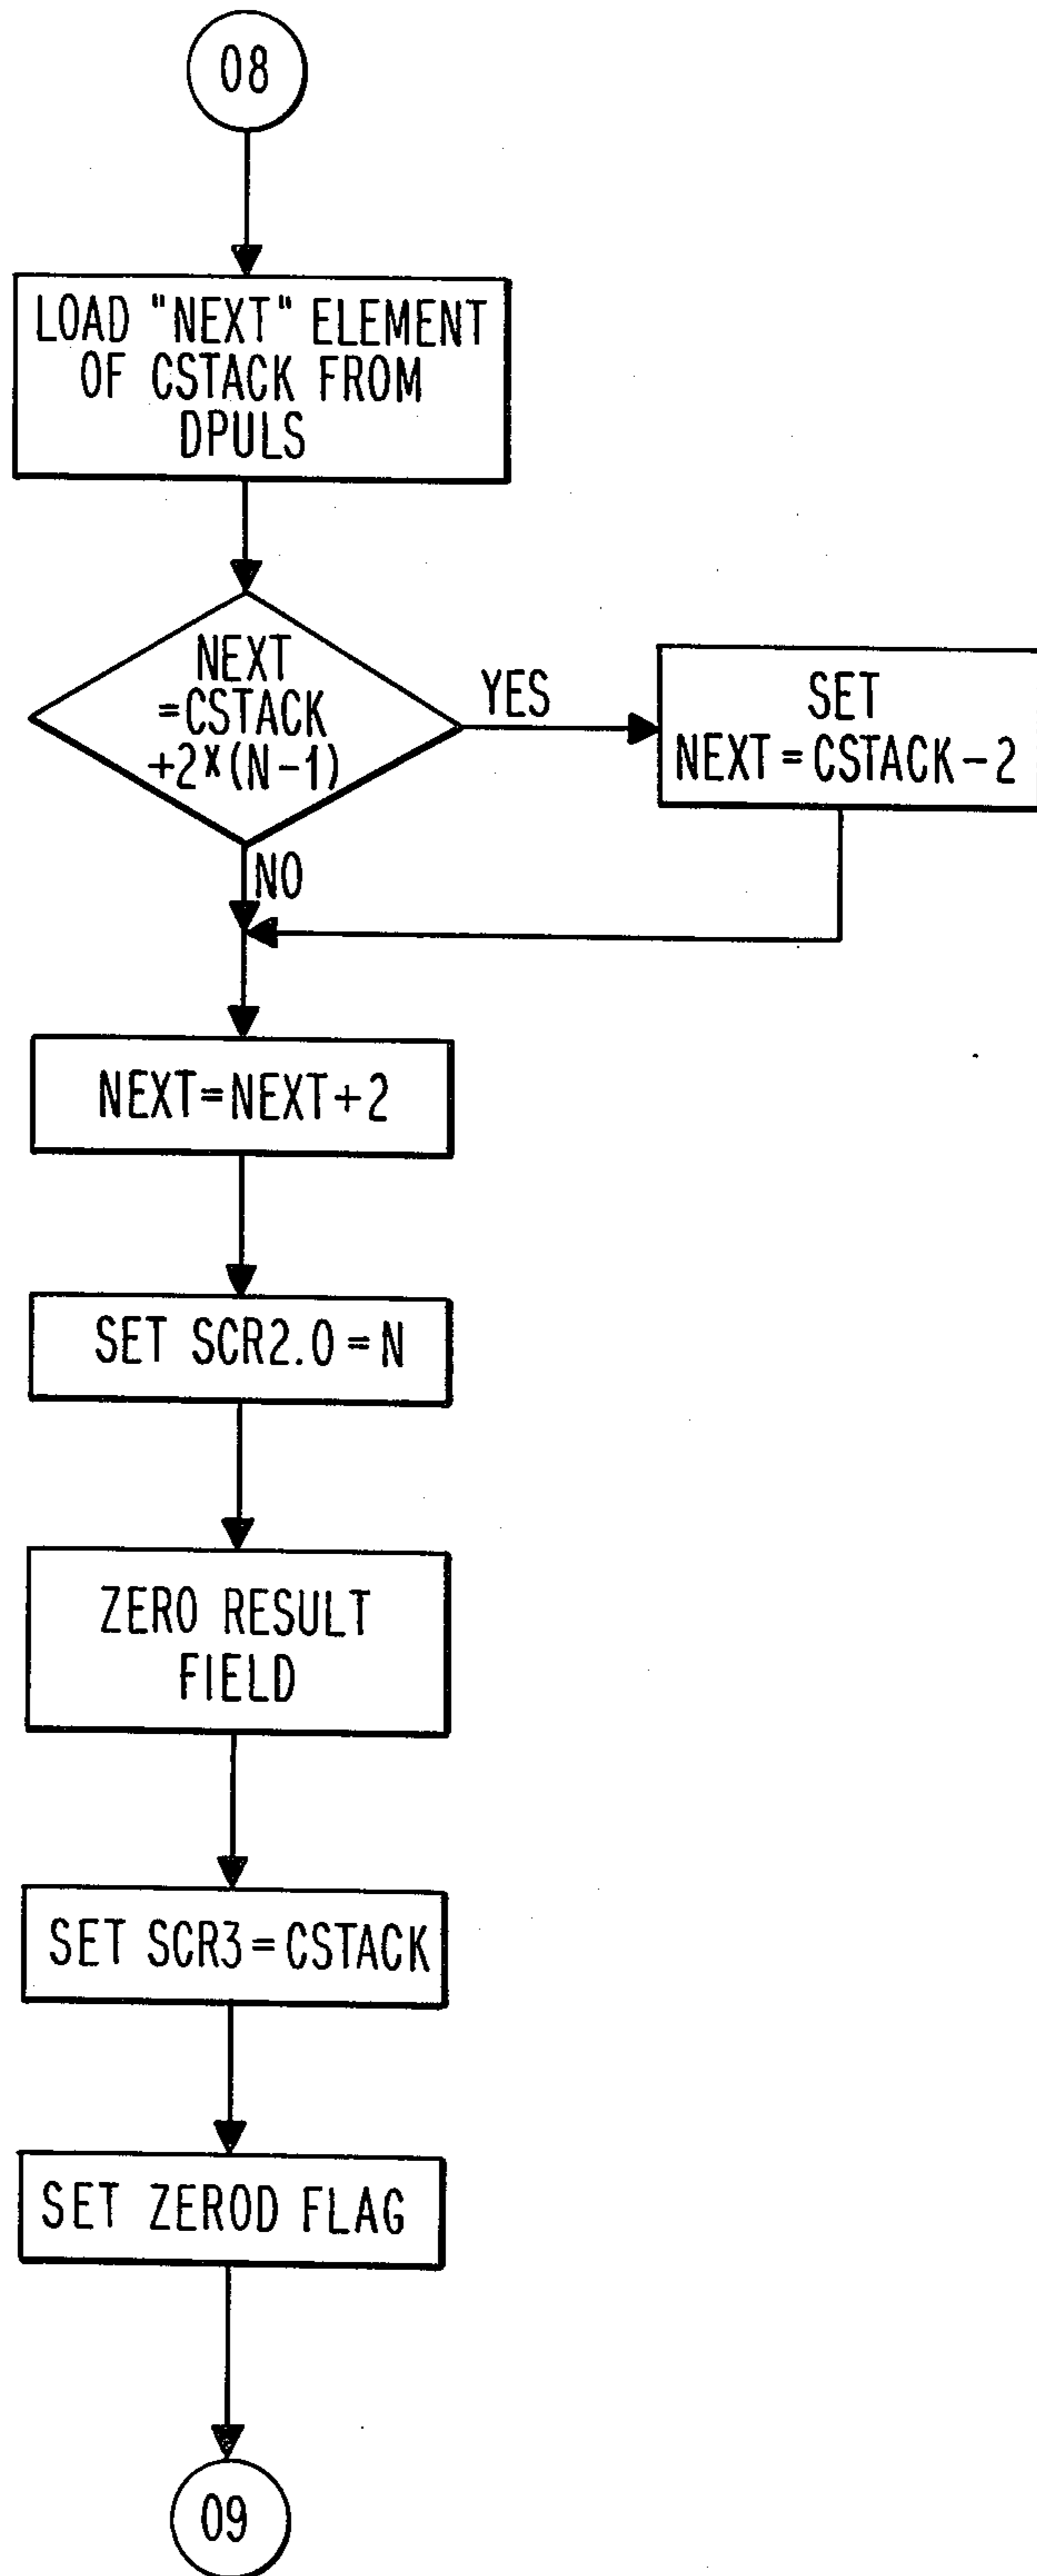 08
LOAD "NEXT" ELEMENT
OF CSTACK FROM
DPULS
NEXT
=CSTACK
+2*(N-1)
YES
SET
NEXT=CSTACK-2
NO
NEXT=NEXT+2
SET SCR2.0=N
ZERO RESULT
FIELD
SET SCR3=CSTACK
SET ZEROD FLAG
09